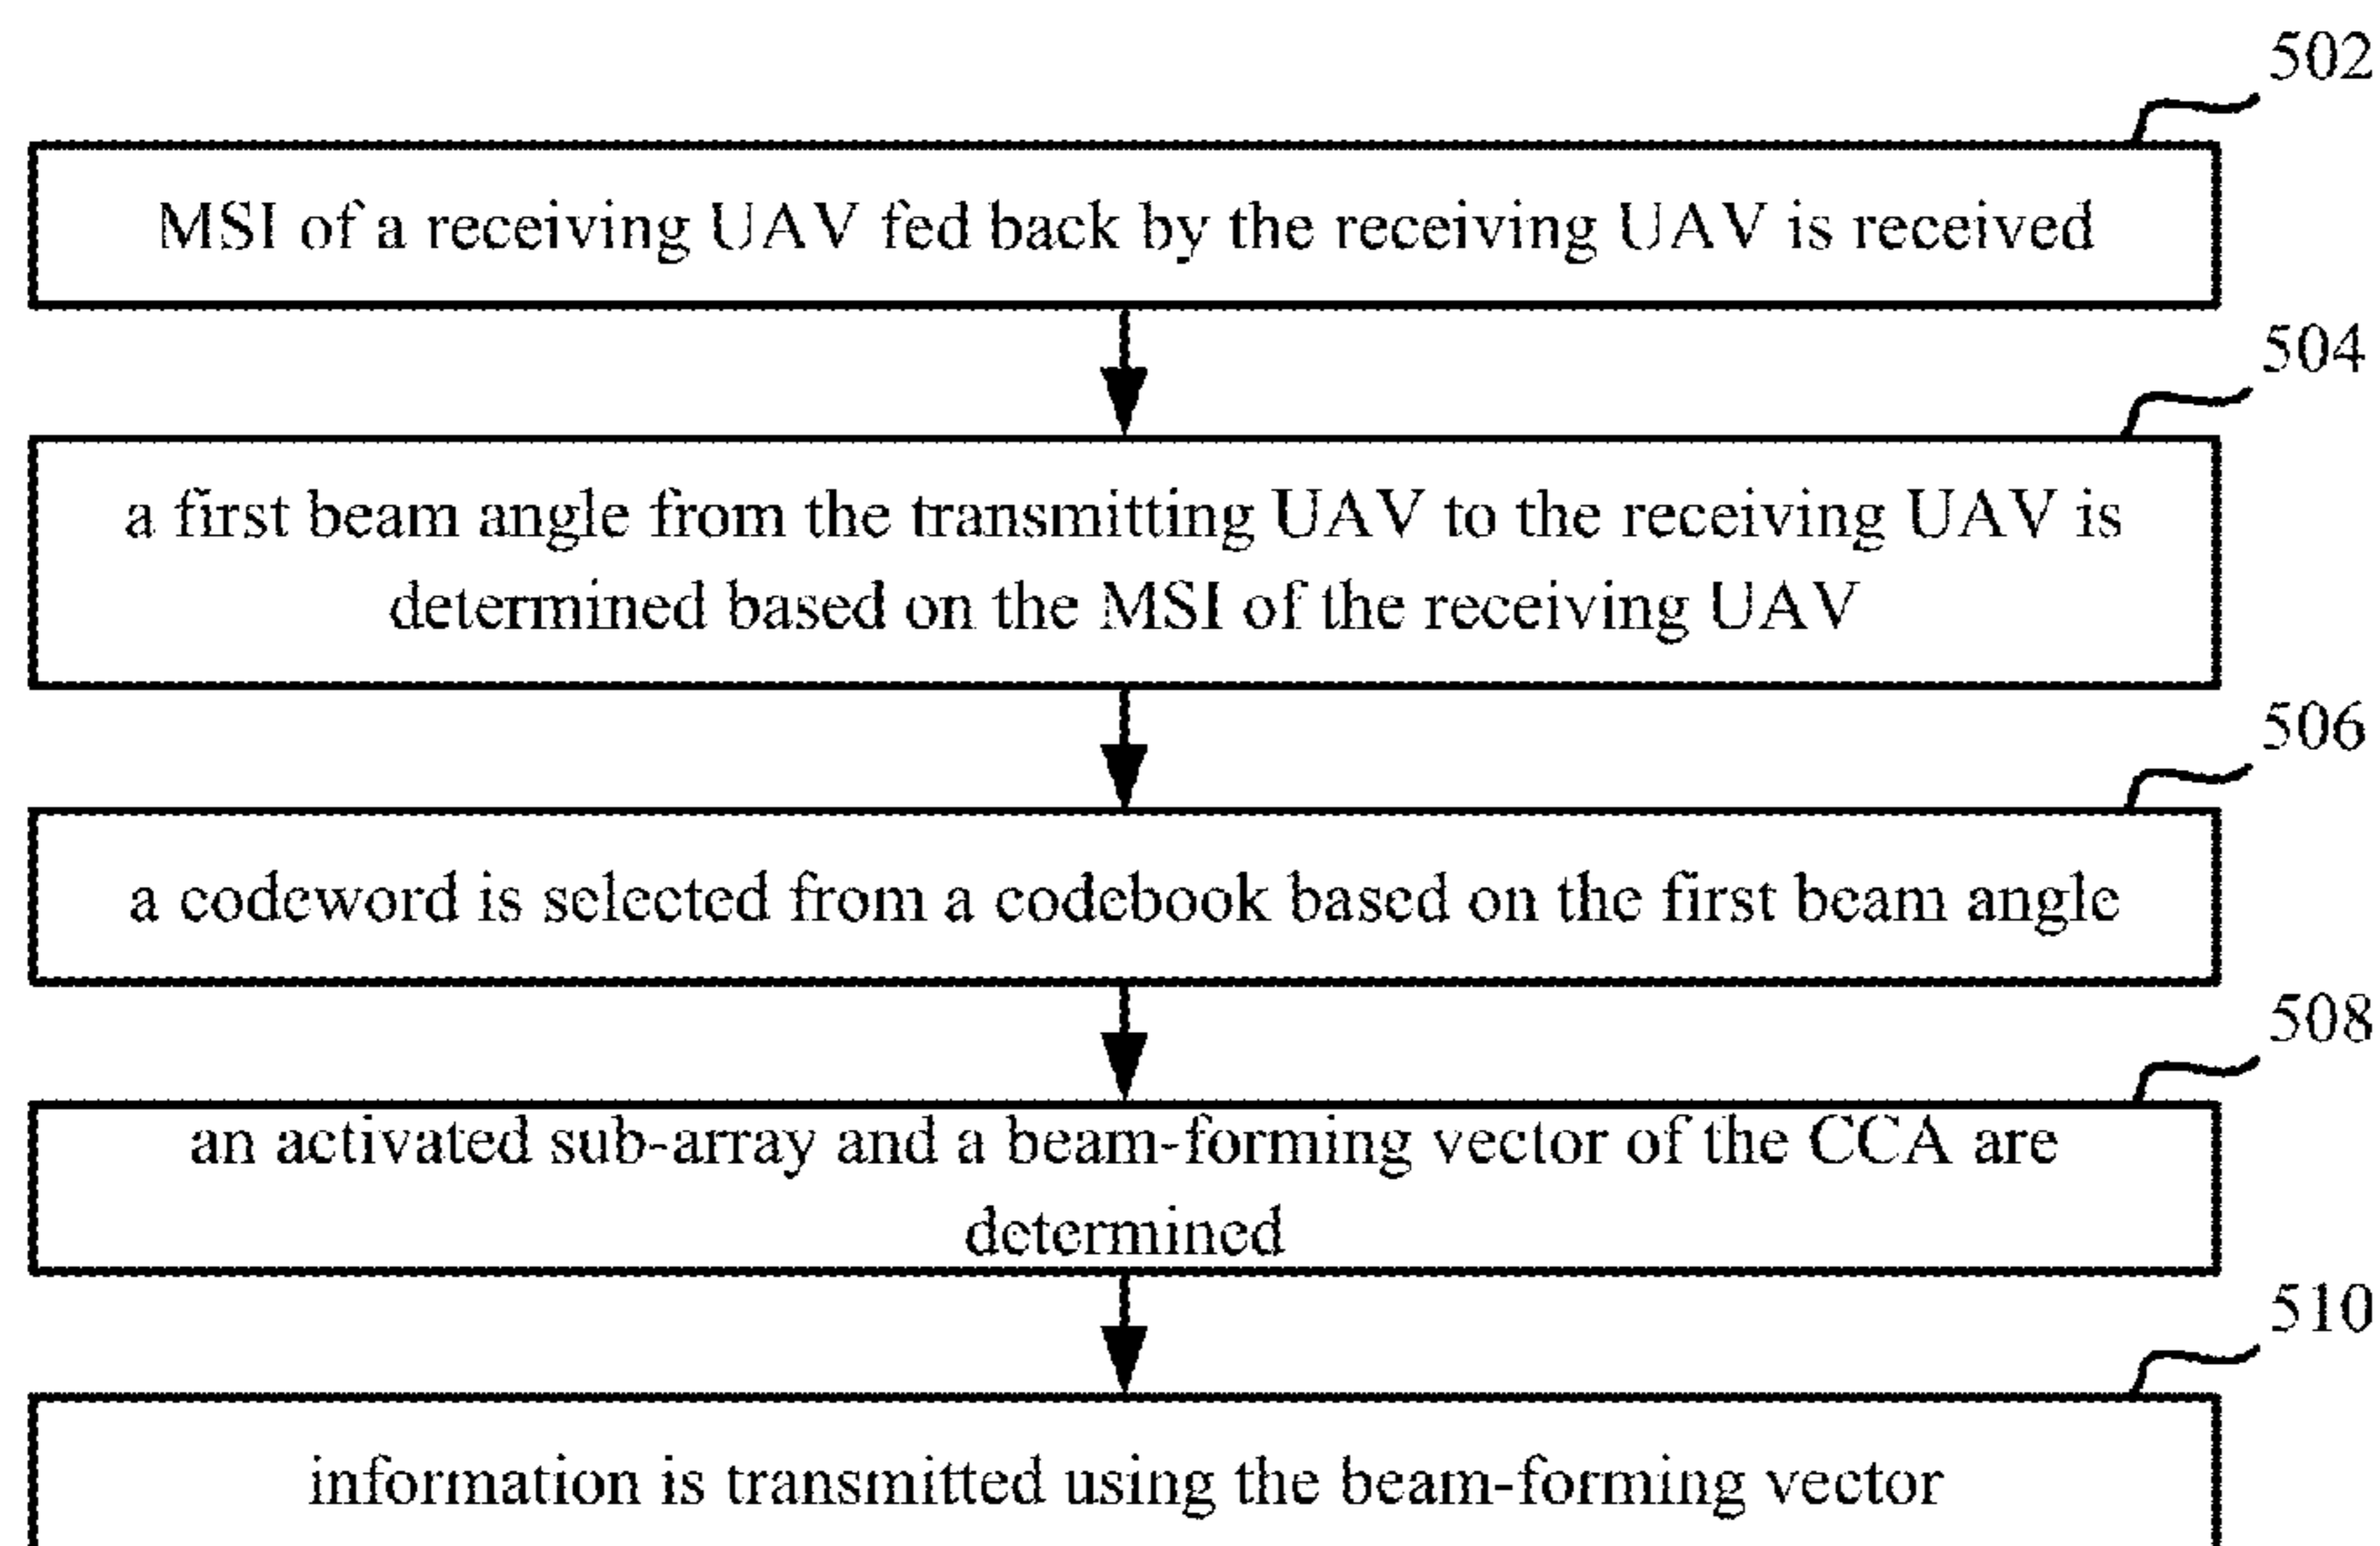 502
MSI of a receiving UAV fed back by the receiving UAV is received
504
a first beam angle from the transmitting UAV to the receiving UAV is
determined based on the MSI of the receiving UAV
506
a codeword is selected from a codebook based on the first beam angle
508
an activated sub-array and a beam-forming vector of the CCA are
determined
510
information is transmitted using the beam-forming vector